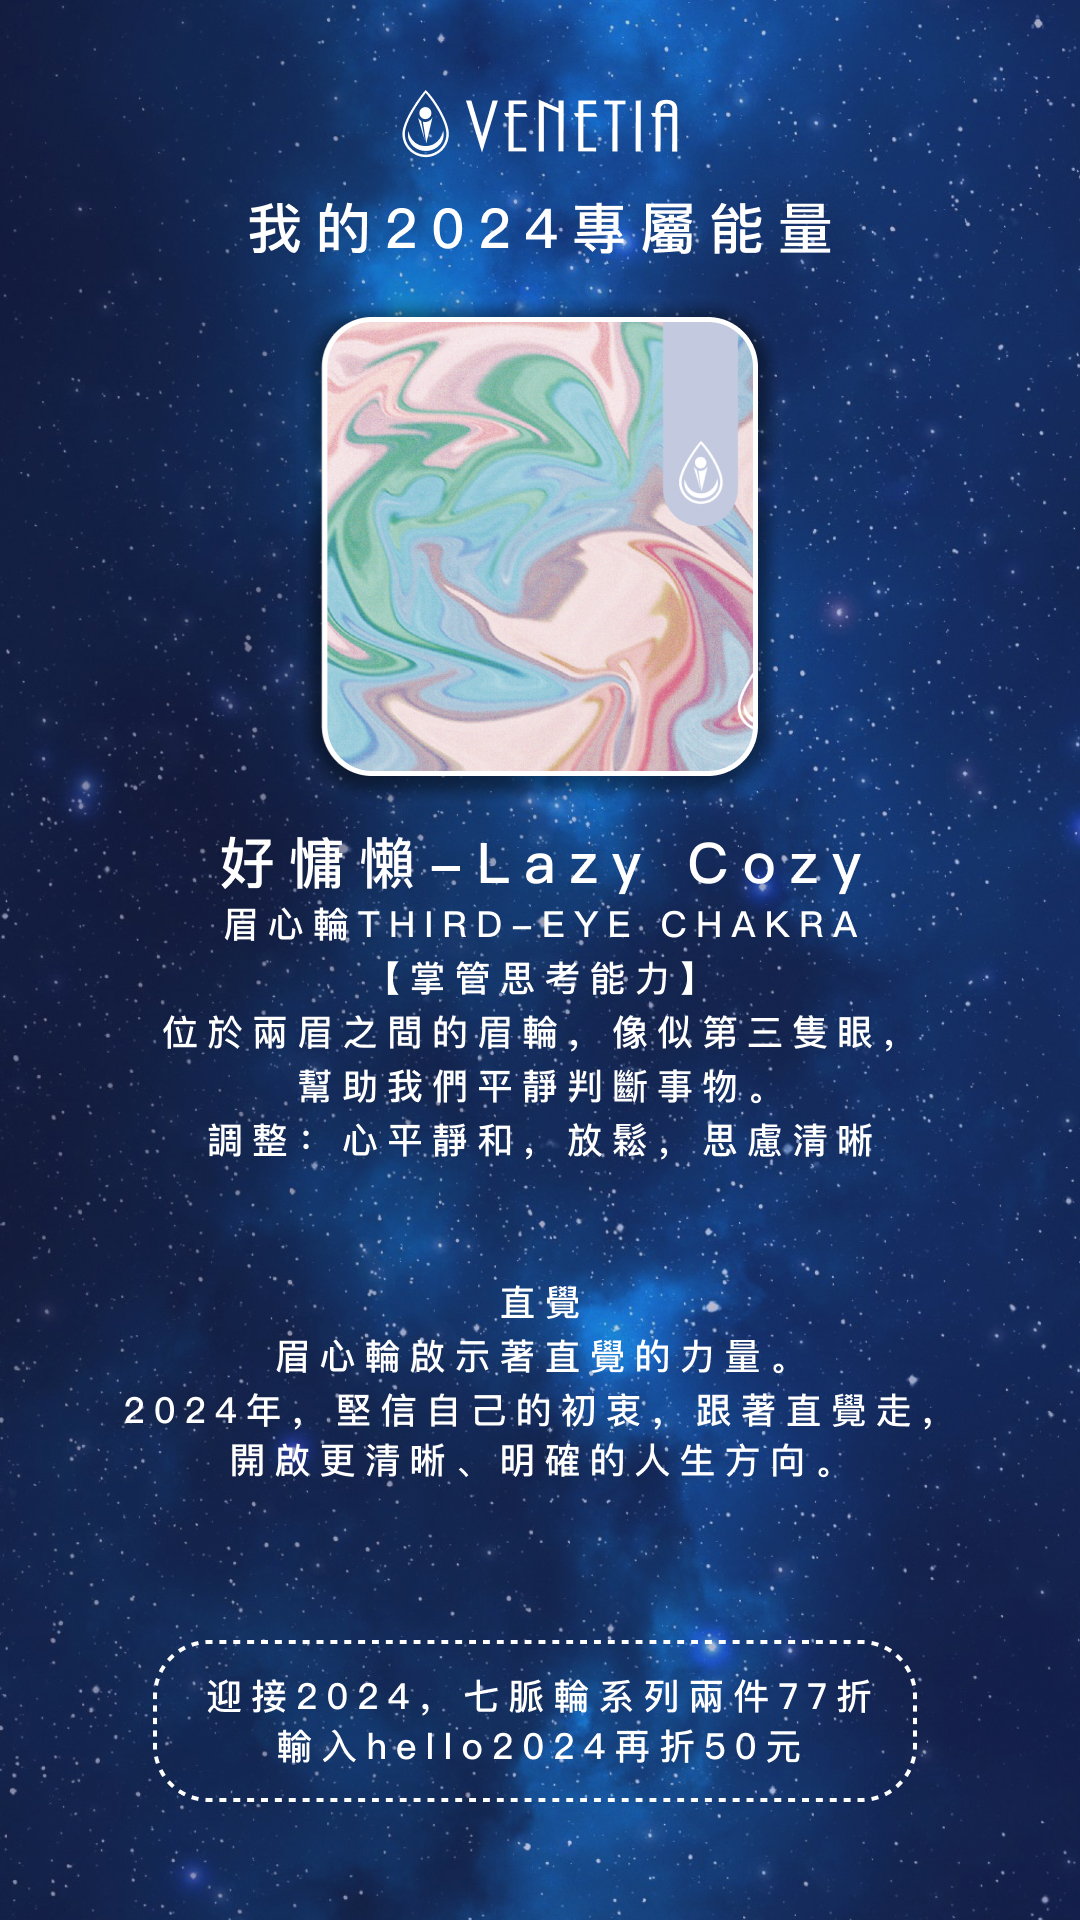 VENETIA
我的2024專屬能量
好慵懶-Lazy Cozy
眉心輪THIRD-EYE CHAKRA
【掌管思考能力】
位於兩眉之間的眉輪，像似第三隻眼，
幫助我們平靜判斷事物。
調整：心平靜和，放鬆，思慮清晰
直覺
眉心輪啟示著直覺的力量。
2024年，堅信自己的初衷，跟著直覺走，
開啟更清晰、明確的人生方向。
迎接2024，七脈輪系列兩件77折
輸入hello2024再折50元